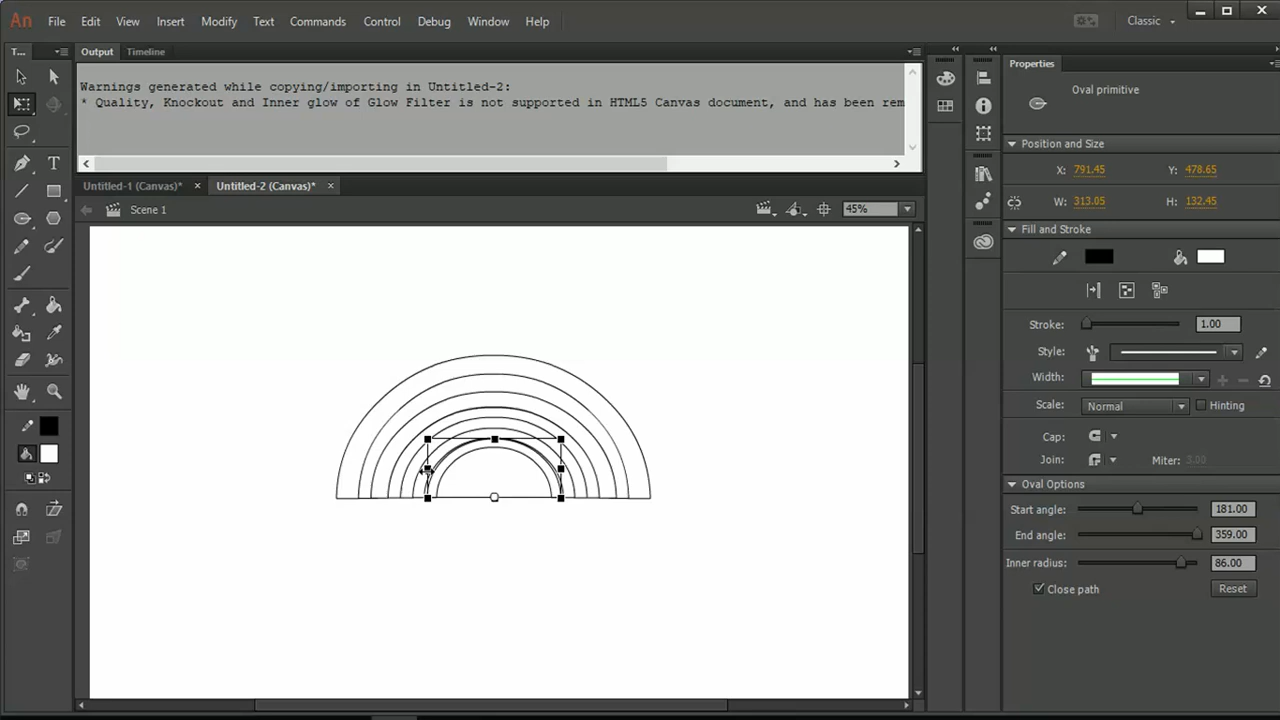 An File Edit View Insert Modify Text Commands Control Debug Window Help Classic
T... Output Timeline Properties
Warnings generated while copying/importing in Untitled-2:
* Quality, Knockout and Inner glow of Glow Filter is not supported in HTML5 Canvas document, and has been rem
Oval primitive
Position and Size
X: 791.45 Y: 478.65
W: 313.05 H: 132.45
Untitled-1 (Canvas)* × Untitled-2 (Canvas)* ×
Scene 1 45%
Fill and Stroke
Stroke: 1.00
Style:
Width:
Scale: Normal Hinting
Cap:
Join: Miter: 3.00
Oval Options
Start angle: 181.00
End angle: 359.00
Inner radius: 86.00
Close path Reset